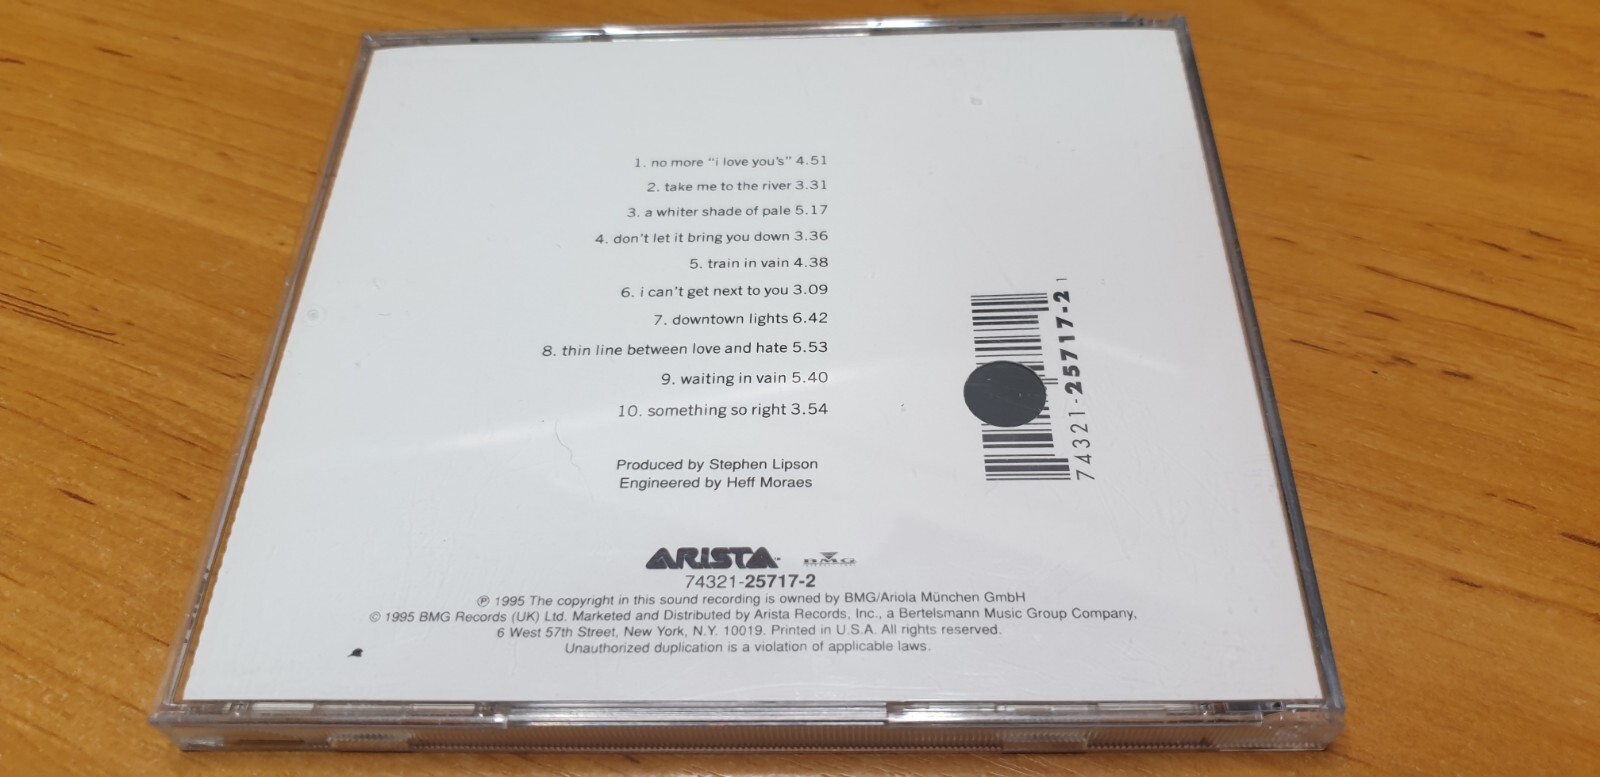 1. no more "i love you's" 4.51
2. take me to the river 3.31
3. a whiter shade of pale 5.17
4. don't let it bring you down 3.36
5. train in vain 4.38
6. i can't get next to you 3.09
7. downtown lights 6.42
8. thin line between love and hate 5.53
9. waiting in vain 5.40
10. something so right 3.54
Produced by Stephen Lipson
Engineered by Heff Moraes
74321-25717-2
ARISTA™ BMG
74321-25717-2
℗ 1995 The copyright in this sound recording is owned by BMG/Ariola München GmbH
© 1995 BMG Records (UK) Ltd. Marketed and Distributed by Arista Records, Inc., a Bertelsmann Music Group Company,
6 West 57th Street, New York, N.Y. 10019. Printed in U.S.A. All rights reserved.
Unauthorized duplication is a violation of applicable laws.